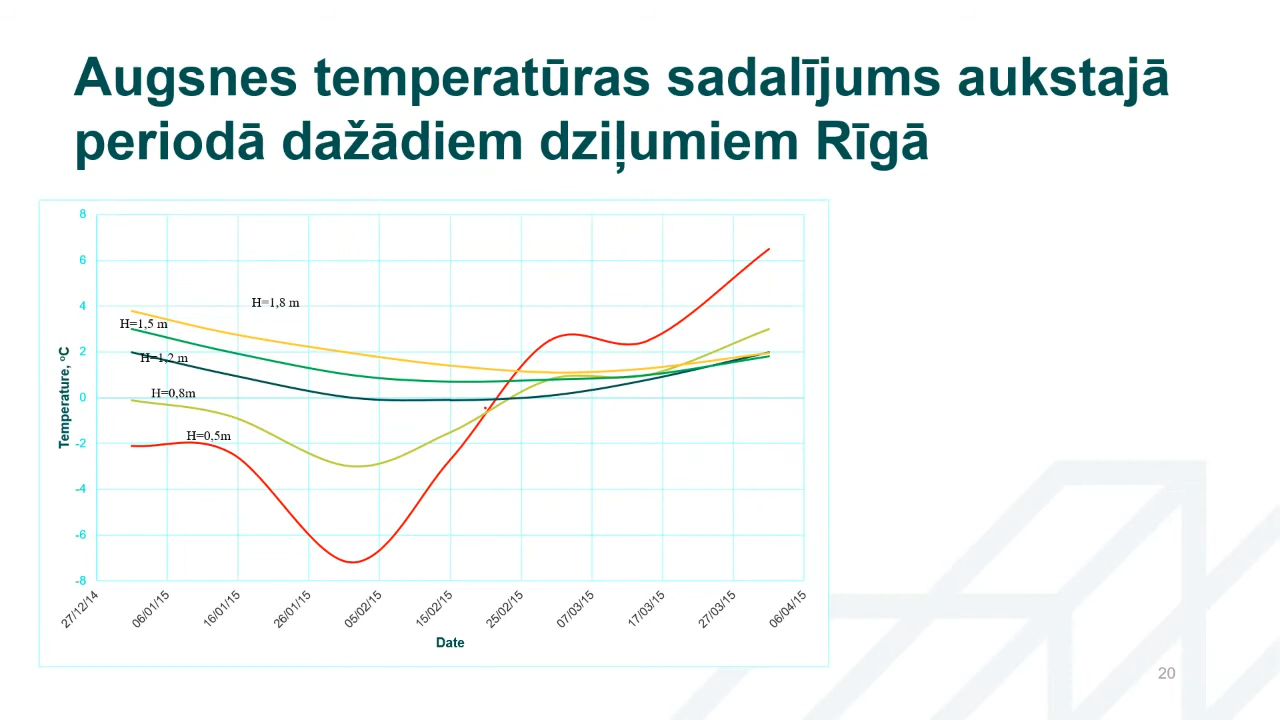 Augsnes temperatūras sadalījums aukstajā
periodā dažādiem dziļumiem Rīgā
8
6
4
2
0
-2
-4
-6
-8
Temperature, °C
H=1,8 m
H=1,5 m
H=1,2 m
H=0,8m
H=0,5m
27/12/14
06/01/15
16/01/15
26/01/15
05/02/15
15/02/15
25/02/15
07/03/15
17/03/15
27/03/15
06/04/15
Date
20